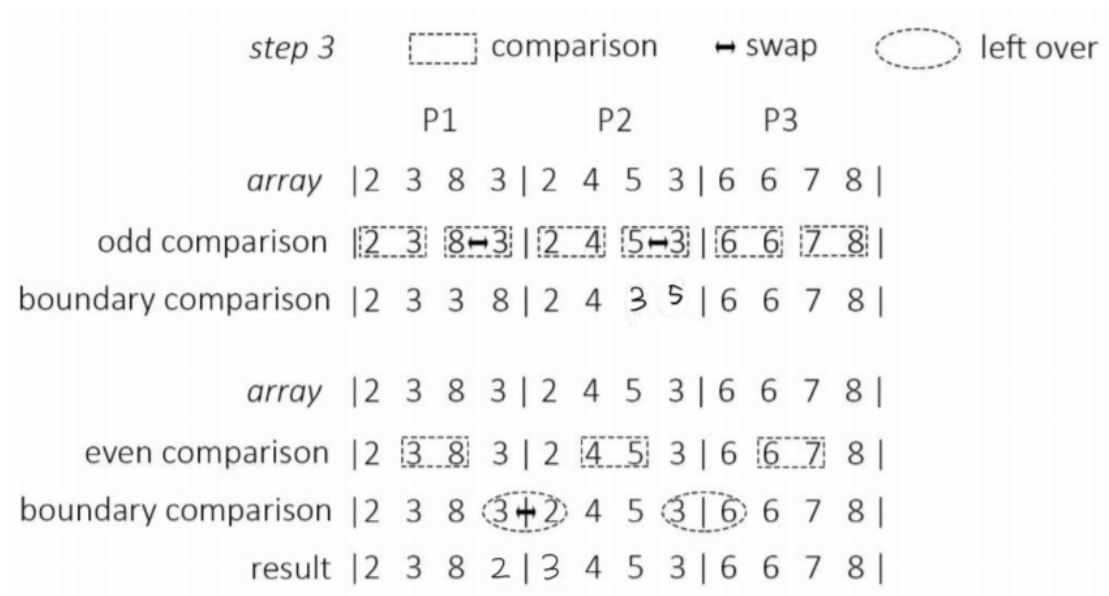 step 3 comparison swap left over
P1 P2 P3
array |2 3 8 3|2 4 5 3|6 6 7 8|
odd comparison |2 3 8 3|2 4 5 3|6 6 7 8|
boundary comparison |2 3 3 8|2 4 3 5|6 6 7 8|
array |2 3 8 3|2 4 5 3|6 6 7 8|
even comparison |2 3 8 3|2 4 5 3|6 6 7 8|
boundary comparison |2 3 8 3|2 4 5 3|6 6 7 8|
result |2 3 8 2|3 4 5 3|6 6 7 8|